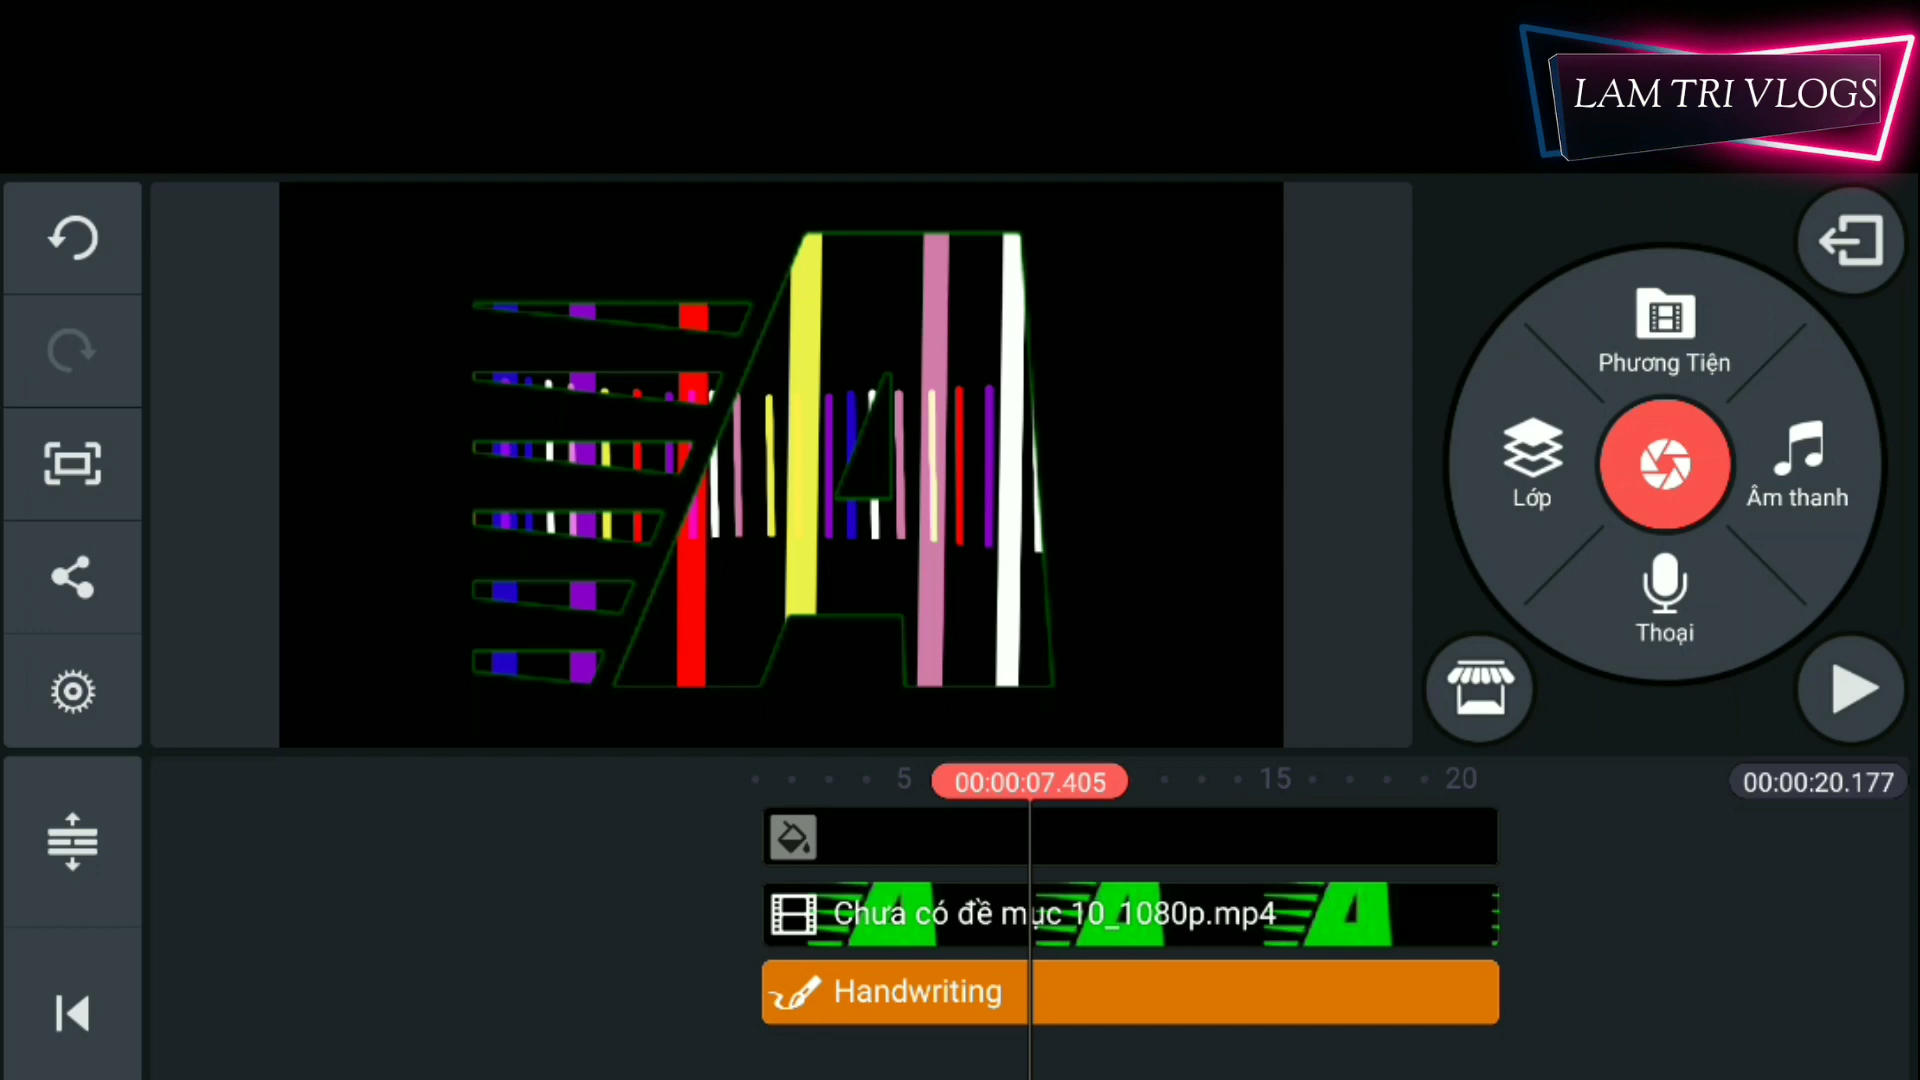 LAM TRI VLOGS
A
Phương Tiện
Lớp
Âm thanh
Thoại
5
00:00:07.405
15
20
00:00:20.177
Chưa có đề mục 10_1080p.mp4
Handwriting